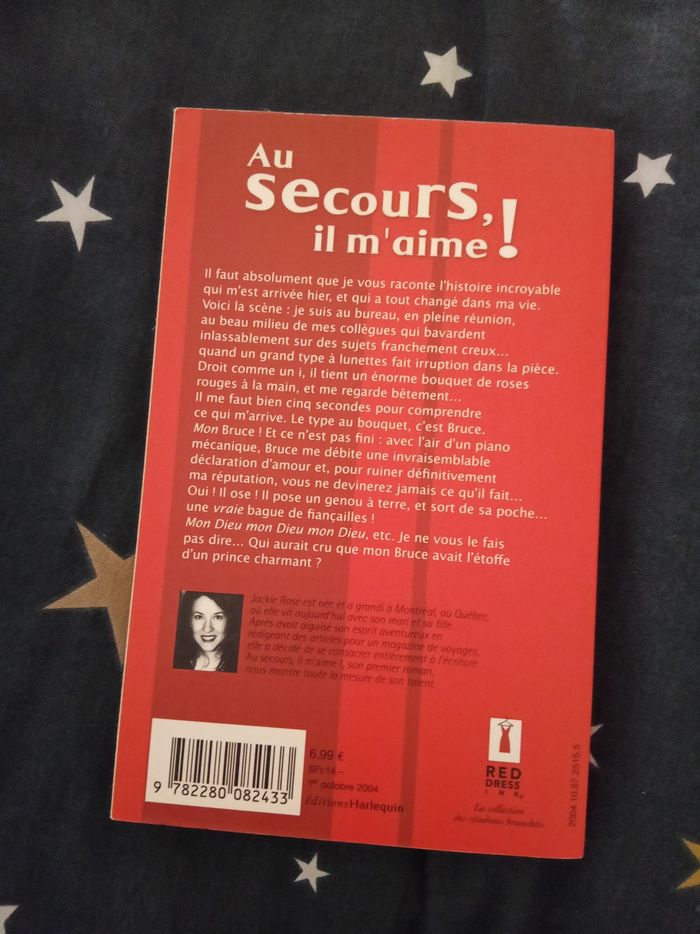 Au
secours,
il m'aime !
Il faut absolument que je vous raconte l'histoire incroyable
qui m'est arrivée hier, et qui a tout changé dans ma vie.
Voici la scène : je suis au bureau, en pleine réunion,
au beau milieu de mes collègues qui bavardent
inlassablement sur des sujets franchement creux...
quand un grand type à lunettes fait irruption dans la pièce.
Droit comme un i, il tient un énorme bouquet de roses
rouges à la main, et me regarde bêtement...
Il me faut bien cinq secondes pour comprendre
ce qui m'arrive. Le type au bouquet, c'est Bruce.
Mon Bruce ! Et ce n'est pas fini : avec l'air d'un piano
mécanique, Bruce me débite une invraisemblable
déclaration d'amour et, pour ruiner définitivement
ma réputation, vous ne devinerez jamais ce qu'il fait...
Oui ! Il ose ! Il pose un genou à terre, et sort de sa poche...
une vraie bague de fiançailles !
Mon Dieu mon Dieu mon Dieu, etc. Je ne vous le fais
pas dire... Qui aurait cru que mon Bruce avait l'étoffe
d'un prince charmant ?
Jackie Rose est née et a grandi à Montréal, au Québec,
où elle vit aujourd'hui avec son mari et sa fille.
Après avoir aiguisé son esprit aventureux en
rédigeant des articles pour un magazine de voyages,
elle a décidé de se consacrer entièrement à l'écriture.
Au secours, il m'aime !, son premier roman,
nous montre toute la mesure de son talent.
9 782280 082433
6,99 €
SFr.14.–
1er octobre 2004
éditionsHarlequin
RED
DRESS
INK
La collection
des citadines branchées
2004.10.57.2515.5